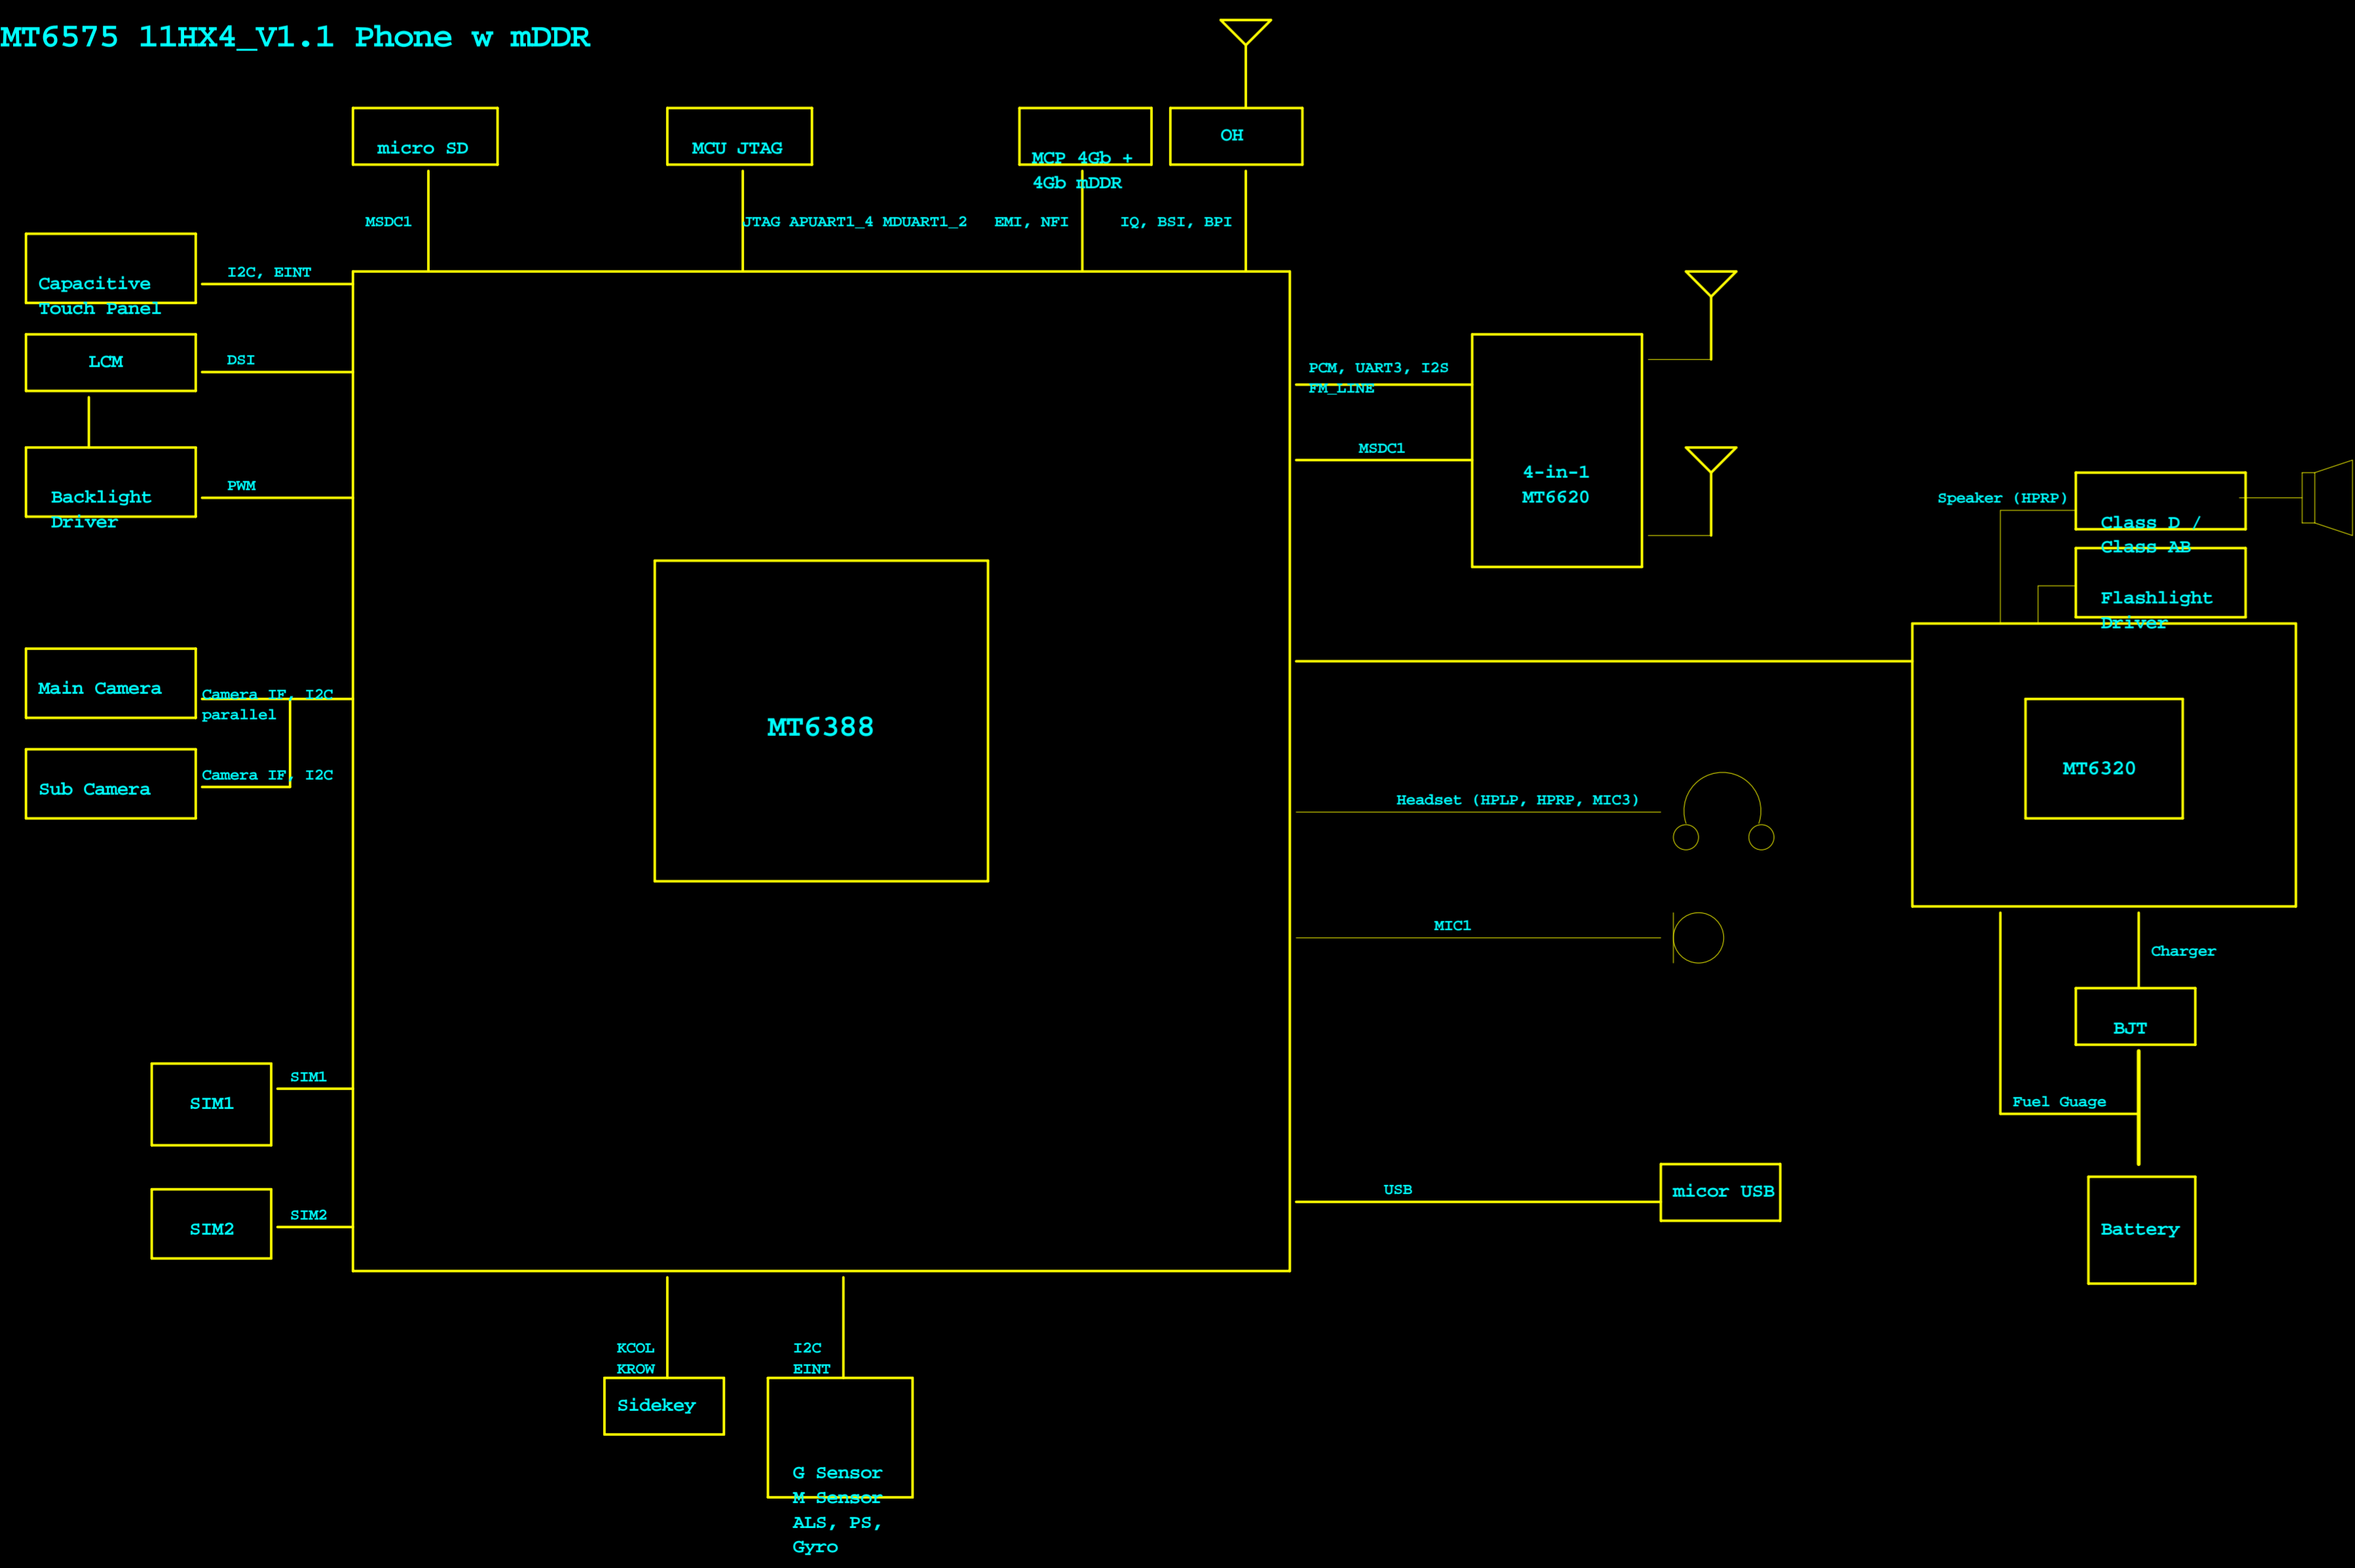 MT6575 11HX4_V1.1 Phone w mDDR
OH
micro SD
MCU JTAG
MCP 4Gb +
4Gb mDDR
MSDC1
JTAG APUART1_4 MDUART1_2
EMI, NFI
IQ, BSI, BPI
Capacitive
Touch Panel
I2C, EINT
LCM
DSI
Backlight
Driver
PWM
PCM, UART3, I2S
FM_LINE
MSDC1
4-in-1
MT6620
Speaker (HPRP)
Class D /
Class AB
Flashlight
Driver
Main Camera
Camera IF, I2C
parallel
Sub Camera
Camera IF, I2C
MT6388
MT6320
Headset (HPLP, HPRP, MIC3)
MIC1
Charger
BJT
Fuel Guage
Battery
SIM1
SIM1
SIM2
SIM2
USB
micor USB
KCOL
KROW
Sidekey
I2C
EINT
G Sensor
M Sensor
ALS, PS,
Gyro